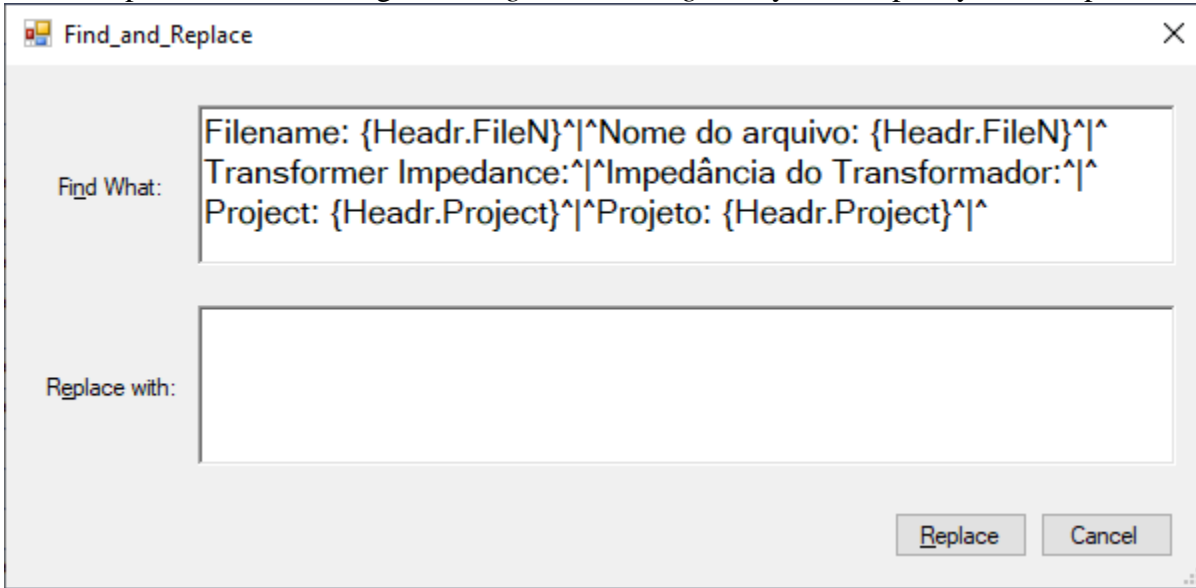 Find_and_Replace
Find What:
Filename: {Headr.FileN}^|^Nome do arquivo: {Headr.FileN}^|^
Transformer Impedance:^|^Impedância do Transformador:^|^
Project: {Headr.Project}^|^Projeto: {Headr.Project}^|^
Replace with:
Replace
Cancel